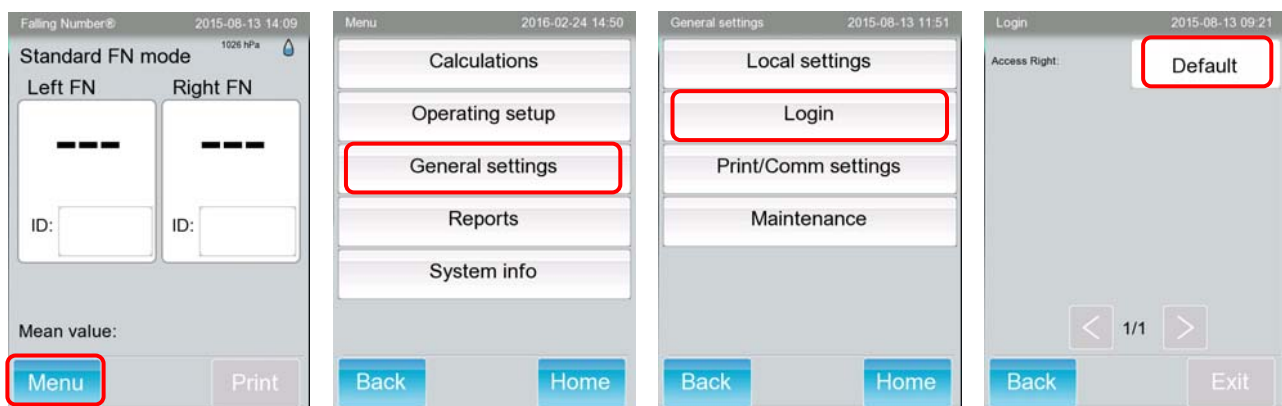 Falling Number® 2015-08-13 14:09
Standard FN mode 1026 hPa
Left FN Right FN
--- ---
ID: ID:
Mean value:
Menu Print
Menu 2016-02-24 14:50
Calculations
Operating setup
General settings
Reports
System info
Back Home
General settings 2015-08-13 11:51
Local settings
Login
Print/Comm settings
Maintenance
Back Home
Login 2015-08-13 09:21
Access Right: Default
< 1/1 >
Back Exit